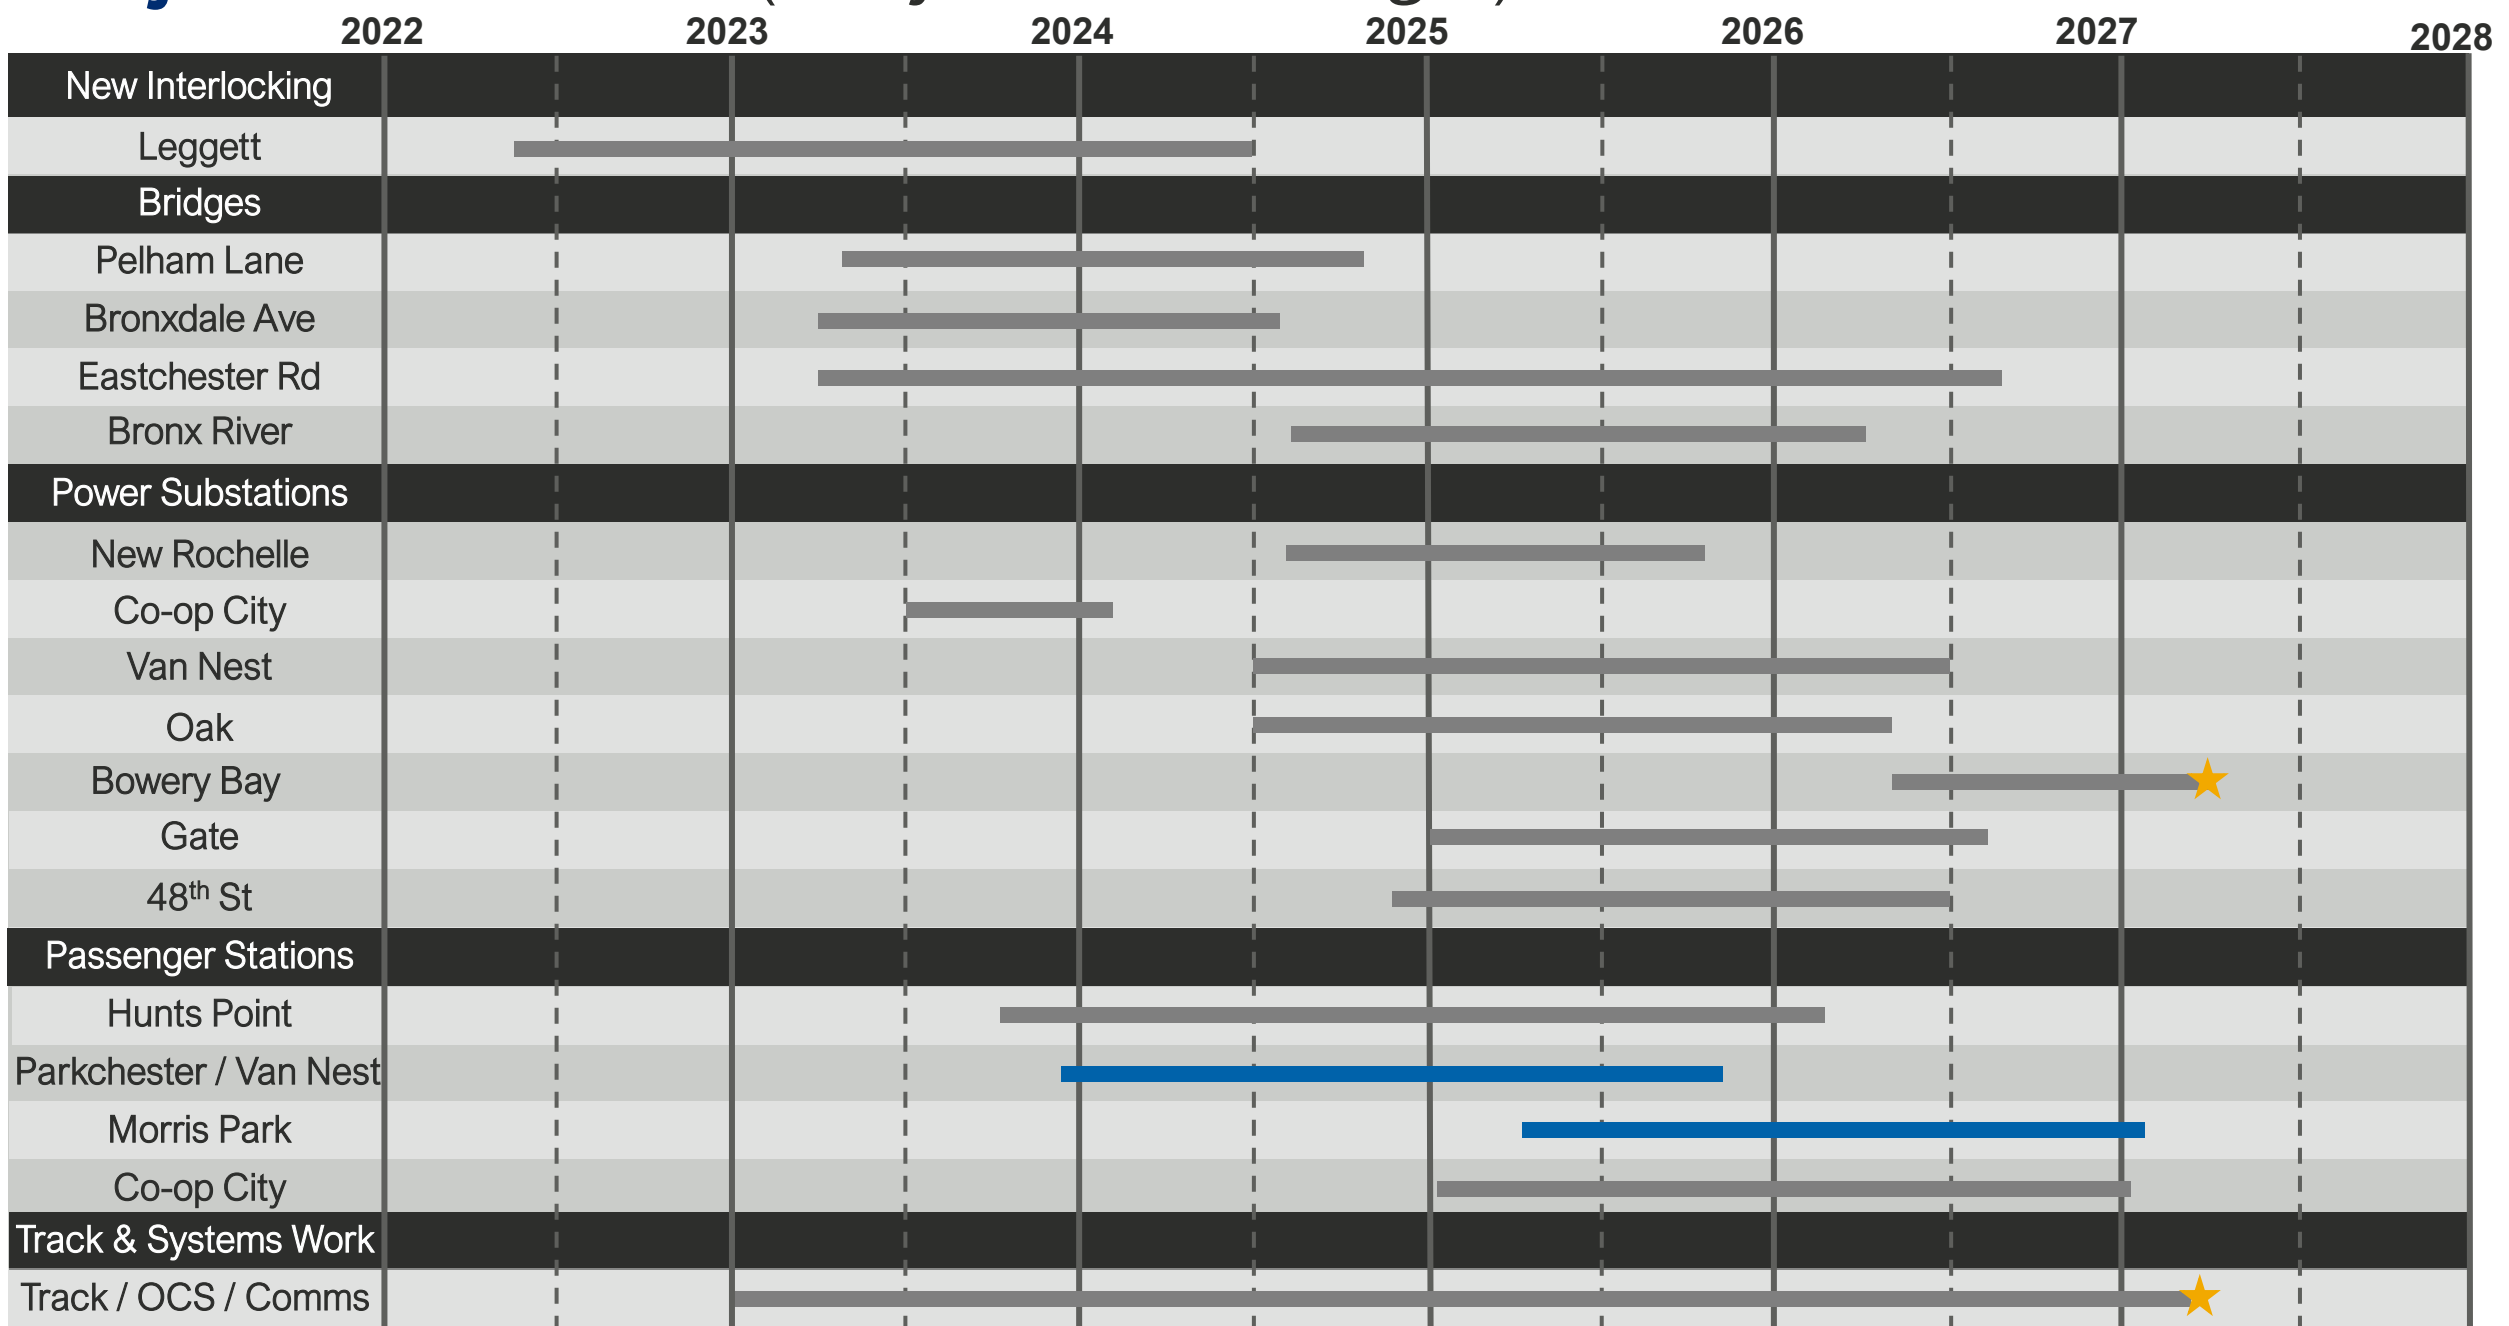 2022 2023 2024 2025 2026 2027 2028
New Interlocking
Leggett
Bridges
Pelham Lane
Bronxdale Ave
Eastchester Rd
Bronx River
Power Substations
New Rochelle
Co-op City
Van Nest
Oak
Bowery Bay
Gate
48th St
Passenger Stations
Hunts Point
Parkchester / Van Nest
Morris Park
Co-op City
Track & Systems Work
Track / OCS / Comms